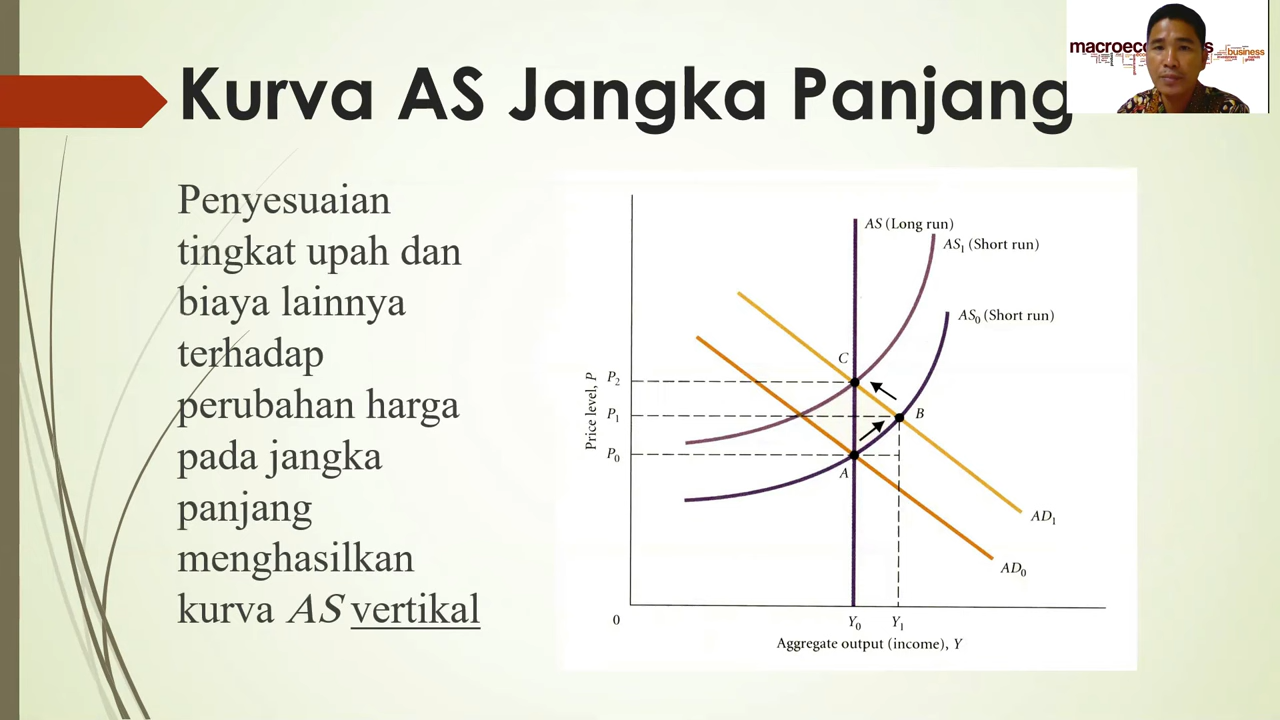 Kurva AS Jangka Panjang
macroeco
s
business
Penyesuaian
tingkat upah dan
biaya lainnya
terhadap
perubahan harga
pada jangka
panjang
menghasilkan
kurva AS vertikal
AS (Long run)
AS₁ (Short run)
AS₀ (Short run)
C
P₂
B
P₁
P₀
A
Price level, P
AD₁
AD₀
0
Y₀
Y₁
Aggregate output (income), Y